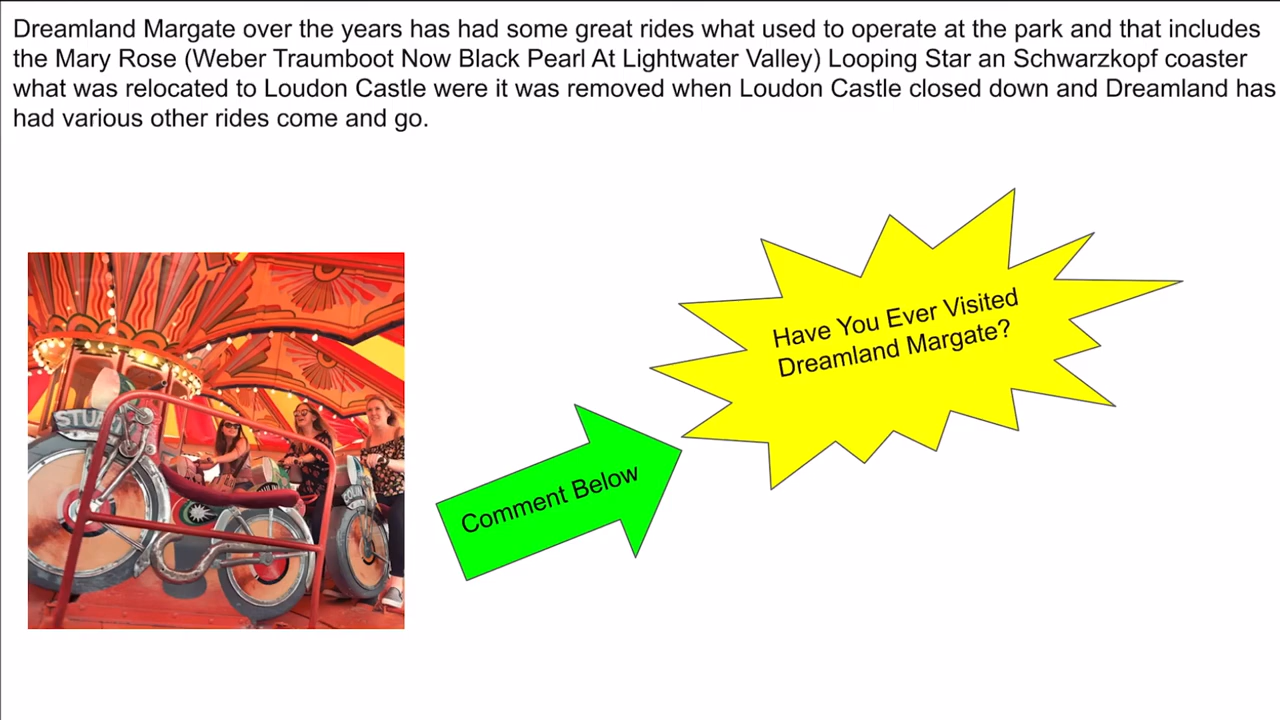 Dreamland Margate over the years has had some great rides what used to operate at the park and that includes
the Mary Rose (Weber Traumboot Now Black Pearl At Lightwater Valley) Looping Star an Schwarzkopf coaster
what was relocated to Loudon Castle were it was removed when Loudon Castle closed down and Dreamland has
had various other rides come and go.
Have You Ever Visited
Dreamland Margate?
Comment Below
COLIN